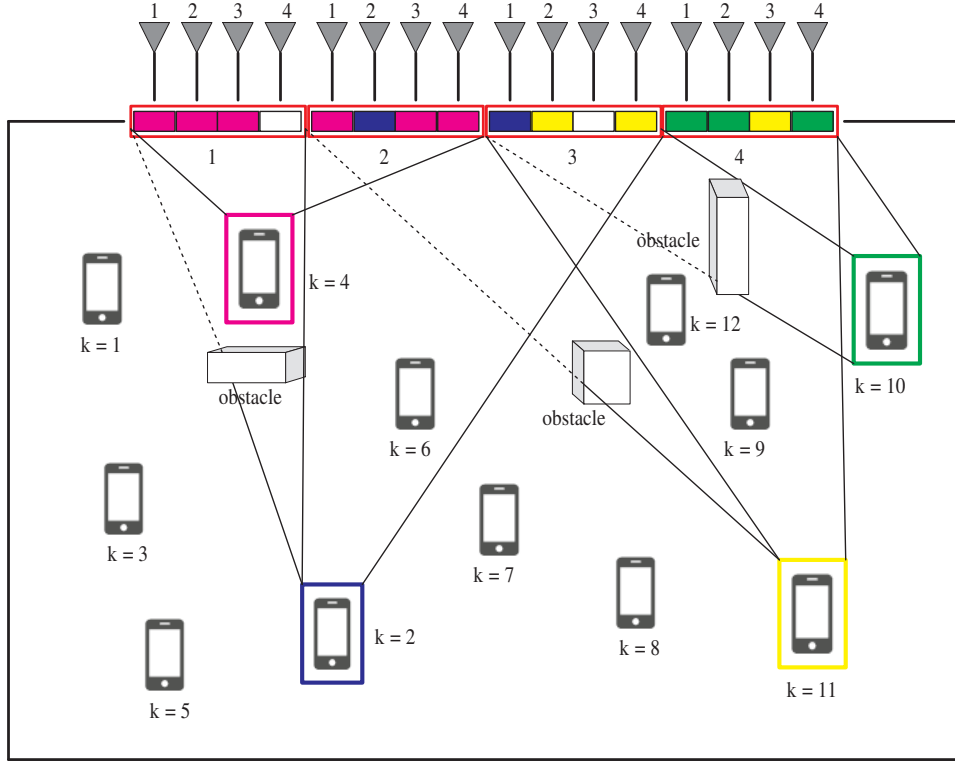 1 2 3 4 1 2 3 4 1 2 3 4 1 2 3 4
1 2 3 4
obstacle
k = 4
k = 12
k = 1
obstacle
k = 10
obstacle
k = 6
k = 9
k = 3
k = 7
k = 2
k = 8
k = 11
k = 5